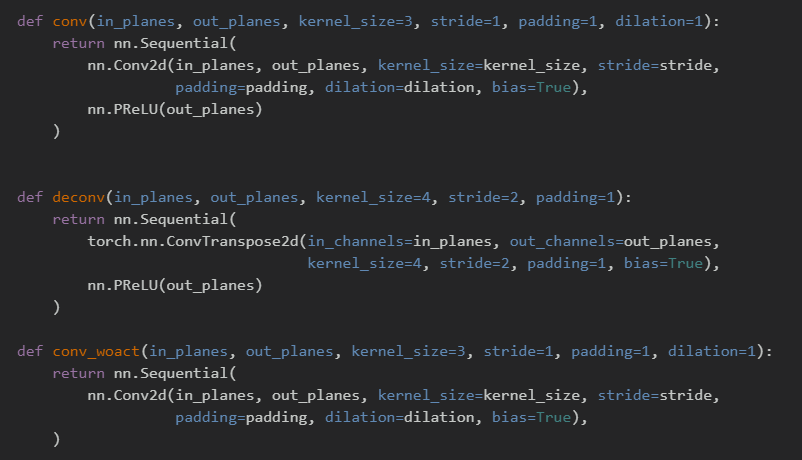 def conv(in_planes, out_planes, kernel_size=3, stride=1, padding=1, dilation=1):
    return nn.Sequential(
        nn.Conv2d(in_planes, out_planes, kernel_size=kernel_size, stride=stride,
                  padding=padding, dilation=dilation, bias=True),
        nn.PReLU(out_planes)
    )
def deconv(in_planes, out_planes, kernel_size=4, stride=2, padding=1):
    return nn.Sequential(
        torch.nn.ConvTranspose2d(in_channels=in_planes, out_channels=out_planes,
                                 kernel_size=4, stride=2, padding=1, bias=True),
        nn.PReLU(out_planes)
    )
def conv_woact(in_planes, out_planes, kernel_size=3, stride=1, padding=1, dilation=1):
    return nn.Sequential(
        nn.Conv2d(in_planes, out_planes, kernel_size=kernel_size, stride=stride,
                  padding=padding, dilation=dilation, bias=True),
    )